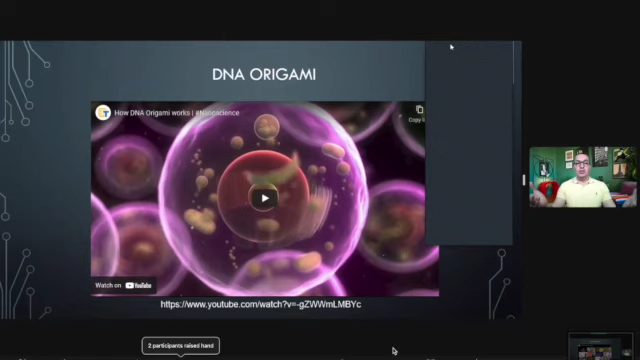 DNA ORIGAMI
How DNA Origami works | #Nanoscience
Watch on YouTube
https://www.youtube.com/watch?v=-gZWWmLMBYc
2 participants raised hand